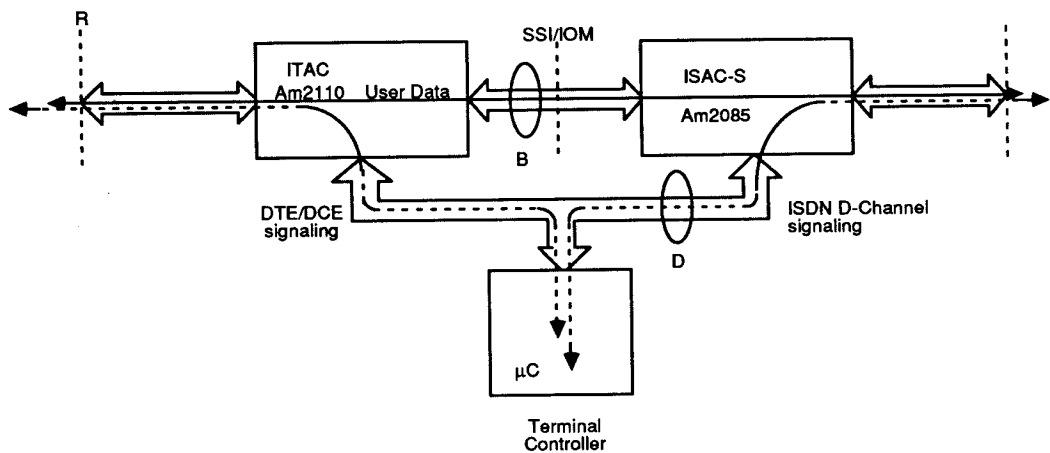 R
SSI/IOM
ITAC
Am2110 User Data
ISAC-S
Am2085
B
DTE/DCE
signaling
ISDN D-Channel
signaling
D
μC
Terminal
Controller